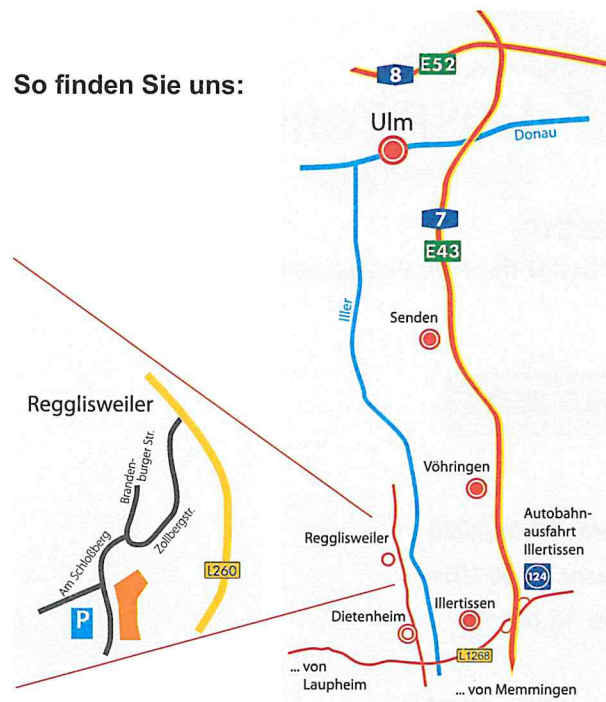 So finden Sie uns:
8
E52
Ulm
Donau
7
E43
Iller
Senden
Vöhringen
Autobahn-
ausfahrt
Illertissen
124
Regglisweiler
Dietenheim
Illertissen
L1268
... von
Laupheim
... von Memmingen
Regglisweiler
Branden-
burger Str.
Zollbergstr.
Am Schloßberg
L260
P